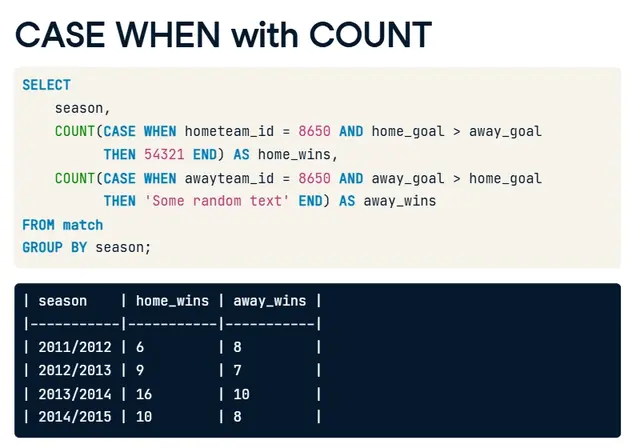 CASE WHEN with COUNT
SELECT
    season,
    COUNT(CASE WHEN hometeam_id = 8650 AND home_goal > away_goal
          THEN 54321 END) AS home_wins,
    COUNT(CASE WHEN awayteam_id = 8650 AND away_goal > home_goal
          THEN 'Some random text' END) AS away_wins
FROM match
GROUP BY season;
| season    | home_wins | away_wins |
|-----------|-----------|-----------|
| 2011/2012 | 6         | 8         |
| 2012/2013 | 9         | 7         |
| 2013/2014 | 16        | 10        |
| 2014/2015 | 10        | 8         |